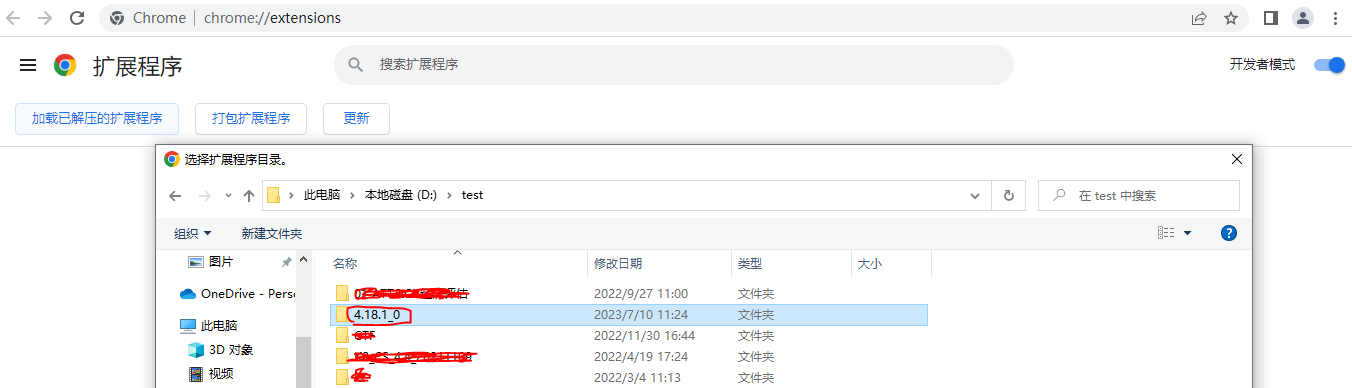 Chrome | chrome://extensions
扩展程序
搜索扩展程序
开发者模式
加载已解压的扩展程序
打包扩展程序
更新
选择扩展程序目录。
此电脑 › 本地磁盘 (D:) › test
在 test 中搜索
组织
新建文件夹
图片
OneDrive - Pers
此电脑
3D 对象
视频
名称 修改日期 类型 大小
评估 2022/9/27 11:00 文件夹
4.18.1_0 2023/7/10 11:24 文件夹
2022/11/30 16:44 文件夹
2022/4/19 17:24 文件夹
2022/3/4 11:13 文件夹